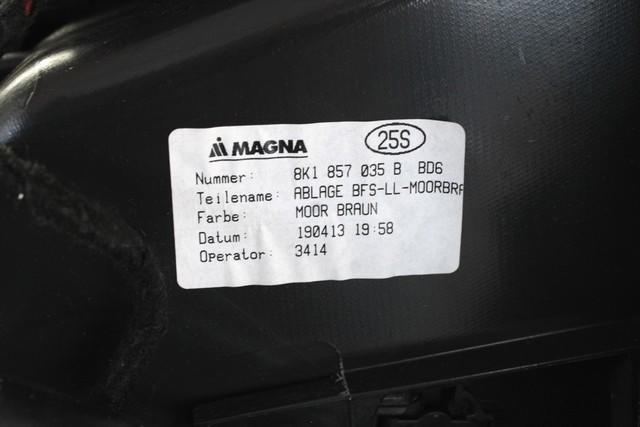 MAGNA 25S
Nummer: 8K1 857 035 B BD6
Teilename: ABLAGE BFS-LL-MOORBRA
Farbe: MOOR BRAUN
Datum: 190413 19:58
Operator: 3414